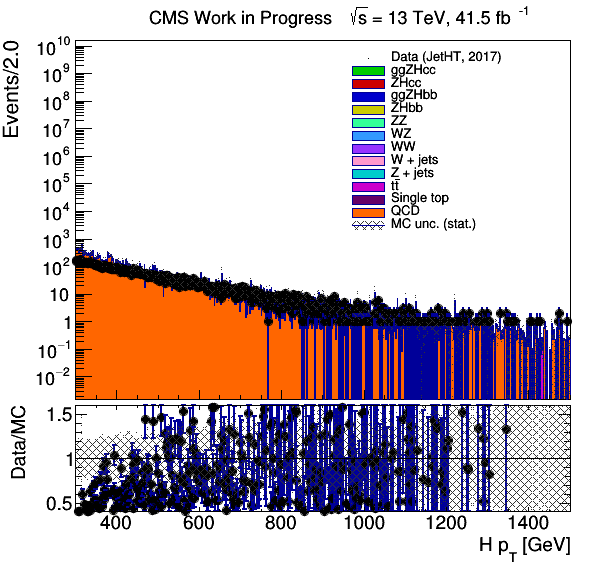 CMS Work in Progress √s = 13 TeV, 41.5 fb⁻¹
Events/2.0
10¹⁰
10⁹
10⁸
10⁷
10⁶
10⁵
10⁴
10³
10²
10
1
10⁻¹
10⁻²
Data (JetHT, 2017)
ggZHcc
ZHcc
ggZHbb
ZHbb
ZZ
WZ
WW
W + jets
Z + jets
tt̄
Single top
QCD
MC unc. (stat.)
Data/MC
1.5
1
0.5
400 600 800 1000 1200 1400
H p_T [GeV]